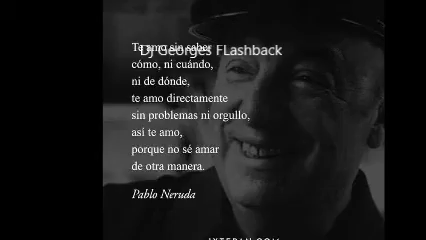 Te amo sin saber
Dj Georges FLashback
cómo, ni cuándo,
ni de dónde,
te amo directamente
sin problemas ni orgullo,
así te amo,
porque no sé amar
de otra manera.
Pablo Neruda